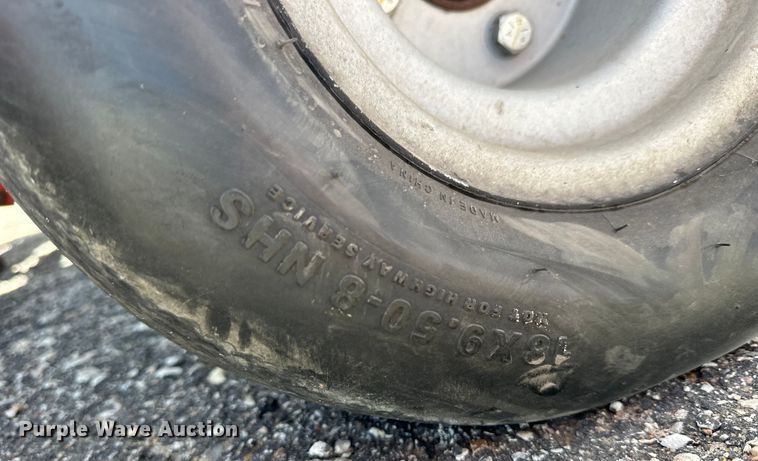 18X9.50-8 NHS
NOT FOR HIGHWAY SERVICE
MADE IN CHINA
Purple Wave Auction